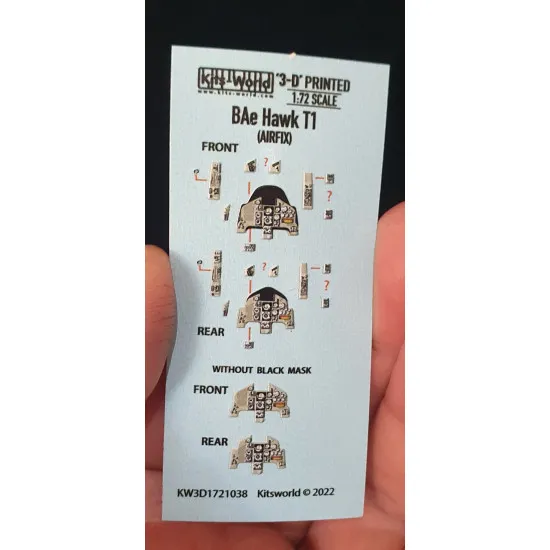 Kits-World "3-D" PRINTED
www.kits-world.com 1:72 SCALE
BAe Hawk T1
(AIRFIX)
FRONT
?
?
? ?
?
REAR
WITHOUT BLACK MASK
FRONT
REAR
KW3D1721038 Kitsworld © 2022